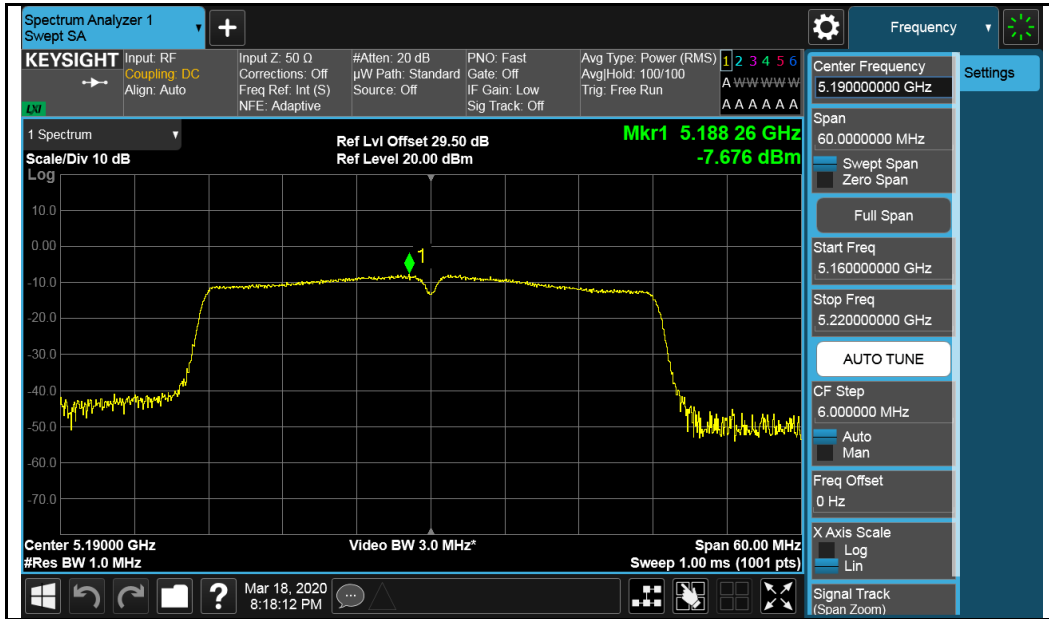 Spectrum Analyzer 1
Swept SA
+
Frequency
KEYSIGHT
Input: RF
Coupling: DC
Align: Auto
LXI
Input Z: 50 Ω
Corrections: Off
Freq Ref: Int (S)
NFE: Adaptive
#Atten: 20 dB
µW Path: Standard
Source: Off
PNO: Fast
Gate: Off
IF Gain: Low
Sig Track: Off
Avg Type: Power (RMS)
Avg|Hold: 100/100
Trig: Free Run
1 2 3 4 5 6
A W W W W W
A A A A A A
1 Spectrum
Scale/Div 10 dB
Log
Ref Lvl Offset 29.50 dB
Ref Level 20.00 dBm
Mkr1 5.188 26 GHz
-7.676 dBm
10.0
0.00
-10.0
-20.0
-30.0
-40.0
-50.0
-60.0
-70.0
1
Center 5.19000 GHz
#Res BW 1.0 MHz
Video BW 3.0 MHz*
Span 60.00 MHz
Sweep 1.00 ms (1001 pts)
?
Mar 18, 2020
8:18:12 PM
Center Frequency
5.190000000 GHz
Settings
Span
60.0000000 MHz
Swept Span
Zero Span
Full Span
Start Freq
5.160000000 GHz
Stop Freq
5.220000000 GHz
AUTO TUNE
CF Step
6.000000 MHz
Auto
Man
Freq Offset
0 Hz
X Axis Scale
Log
Lin
Signal Track
(Span Zoom)